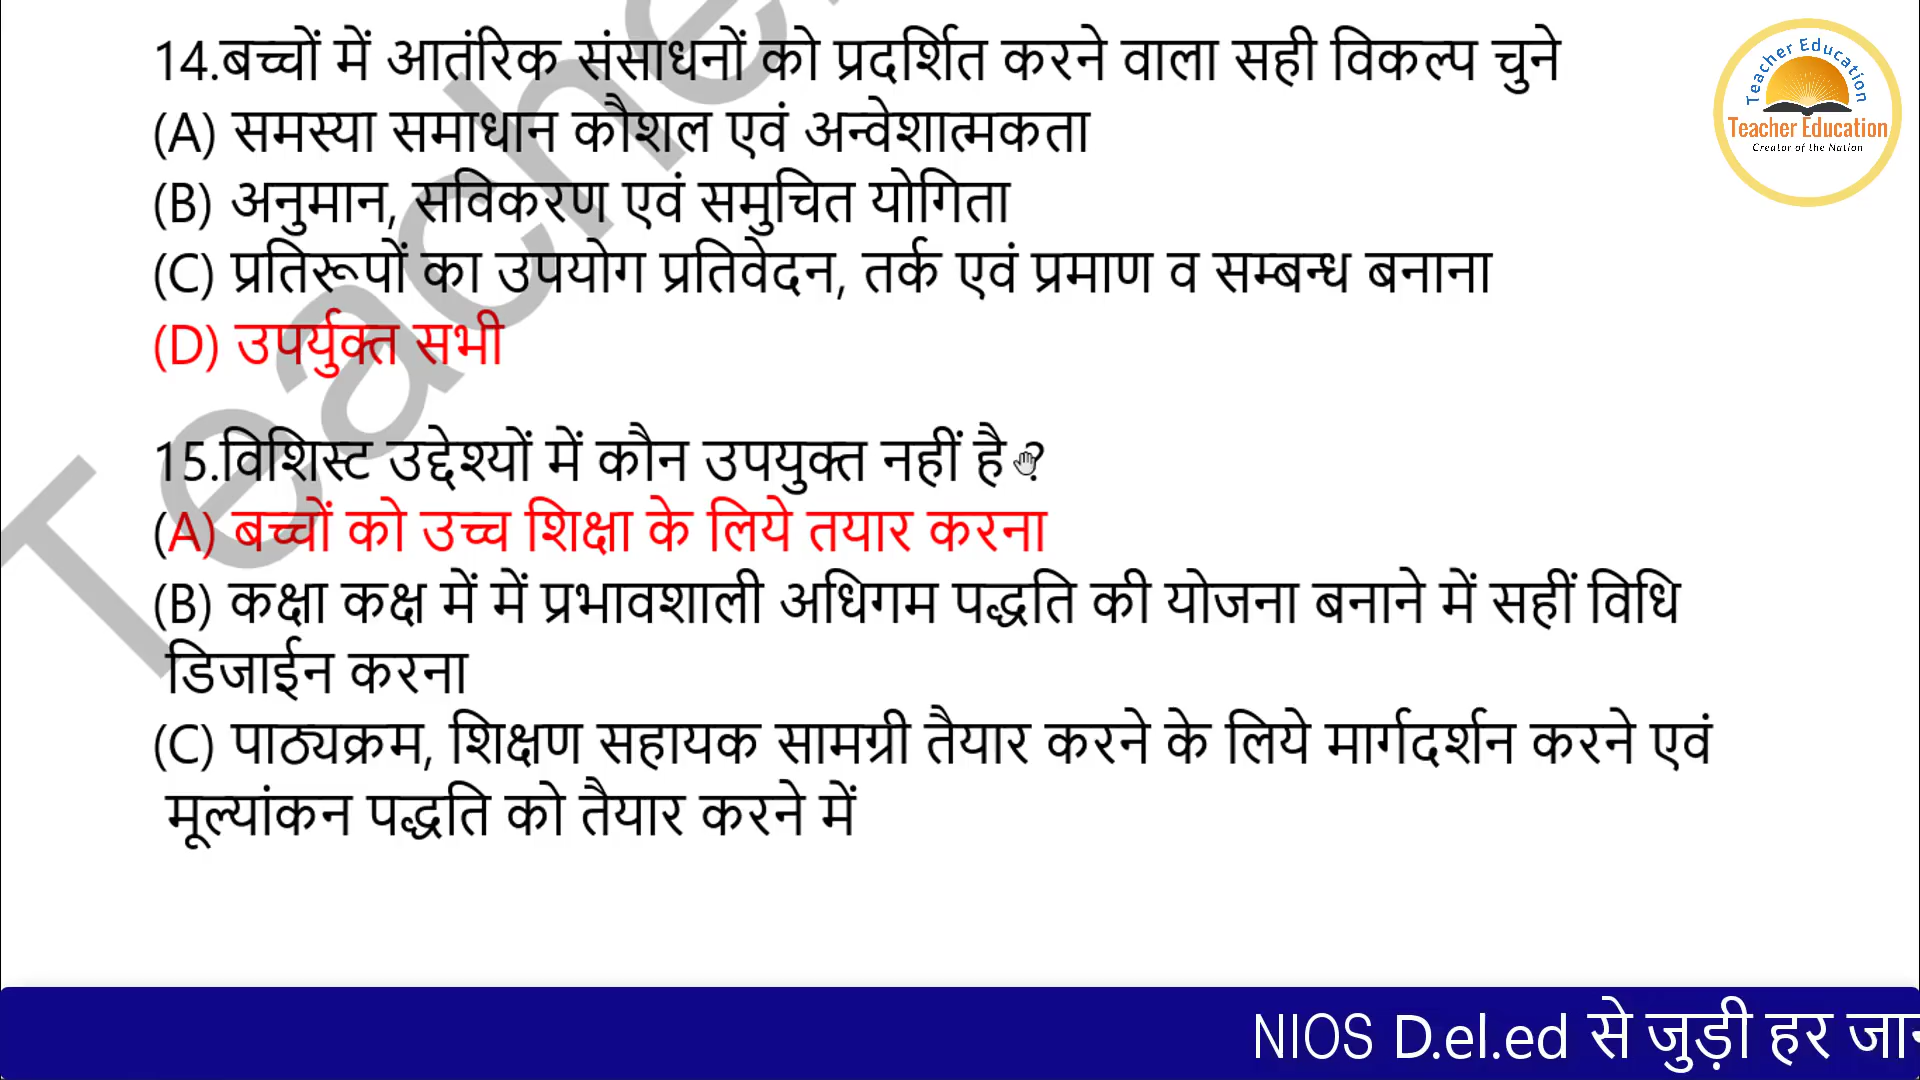 14.बच्चों में आतंरिक संसाधनों को प्रदर्शित करने वाला सही विकल्प चुने
(A) समस्या समाधान कौशल एवं अन्वेशात्मकता
(B) अनुमान, सविकरण एवं समुचित योगिता
(C) प्रतिरूपों का उपयोग प्रतिवेदन, तर्क एवं प्रमाण व सम्बन्ध बनाना
(D) उपर्युक्त सभी
15.विशिस्ट उद्देश्यों में कौन उपयुक्त नहीं है ?
(A) बच्चों को उच्च शिक्षा के लिये तयार करना
(B) कक्षा कक्ष में में प्रभावशाली अधिगम पद्धति की योजना बनाने में सहीं विधि
डिजाईन करना
(C) पाठ्यक्रम, शिक्षण सहायक सामग्री तैयार करने के लिये मार्गदर्शन करने एवं
मूल्यांकन पद्धति को तैयार करने में
Teacher Education
Teacher Education
Creator of the Nation
Teache
NIOS D.el.ed से जुड़ी हर